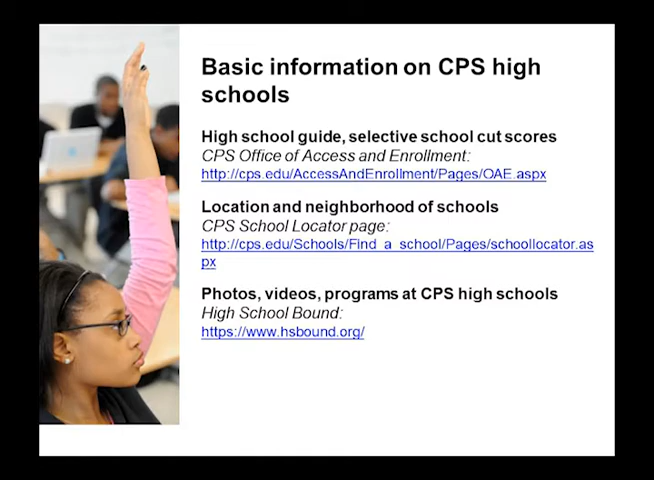 Basic information on CPS high
schools
High school guide, selective school cut scores
CPS Office of Access and Enrollment:
http://cps.edu/AccessAndEnrollment/Pages/OAE.aspx
Location and neighborhood of schools
CPS School Locator page:
http://cps.edu/Schools/Find_a_school/Pages/schoollocator.as
px
Photos, videos, programs at CPS high schools
High School Bound:
https://www.hsbound.org/